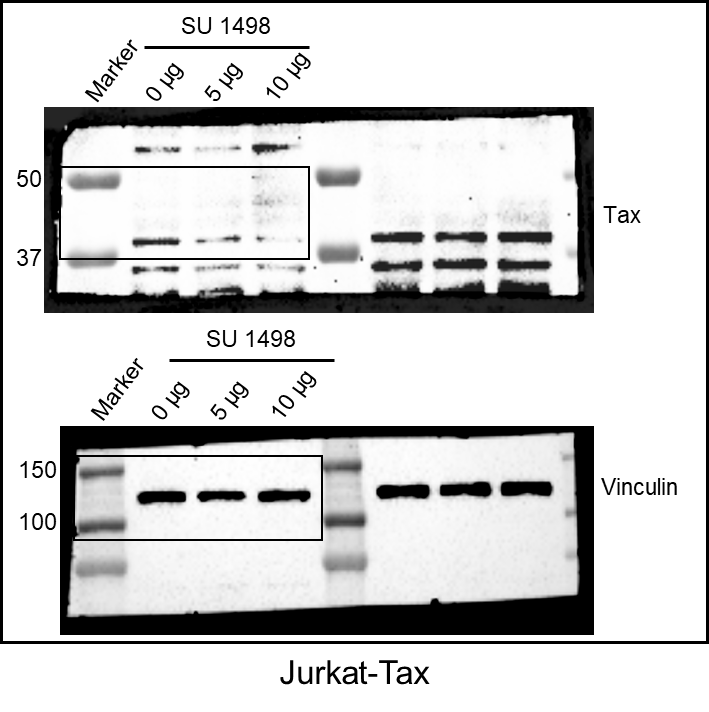 SU 1498
Marker 0 µg 5 µg 10 µg
50
37
Tax
SU 1498
Marker 0 µg 5 µg 10 µg
150
100
Vinculin
Jurkat-Tax